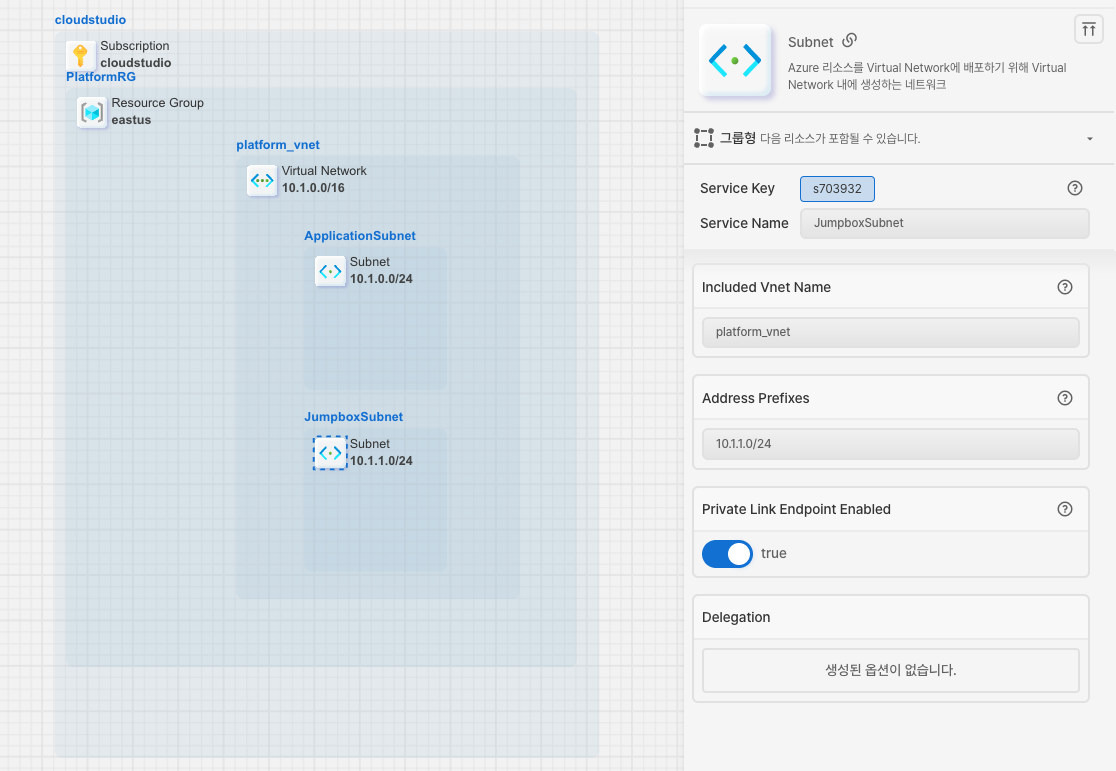 cloudstudio
Subscription
cloudstudio
PlatformRG
Resource Group
eastus
platform_vnet
Virtual Network
10.1.0.0/16
ApplicationSubnet
Subnet
10.1.0.0/24
JumpboxSubnet
Subnet
10.1.1.0/24
Subnet
Azure 리소스를 Virtual Network에 배포하기 위해 Virtual
Network 내에 생성하는 네트워크
그룹형 다음 리소스가 포함될 수 있습니다.
Service Key s703932
Service Name JumpboxSubnet
Included Vnet Name
platform_vnet
Address Prefixes
10.1.1.0/24
Private Link Endpoint Enabled
true
Delegation
생성된 옵션이 없습니다.